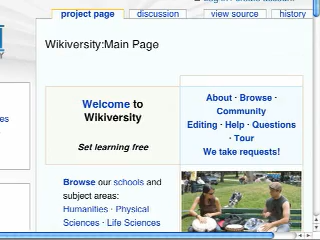 project page discussion view source history
Wikiversity:Main Page
Welcome to
Wikiversity
Set learning free
About · Browse ·
Community
Editing · Help · Questions
· Tour
We take requests!
Browse our schools and
subject areas:
Humanities · Physical
Sciences · Life Sciences